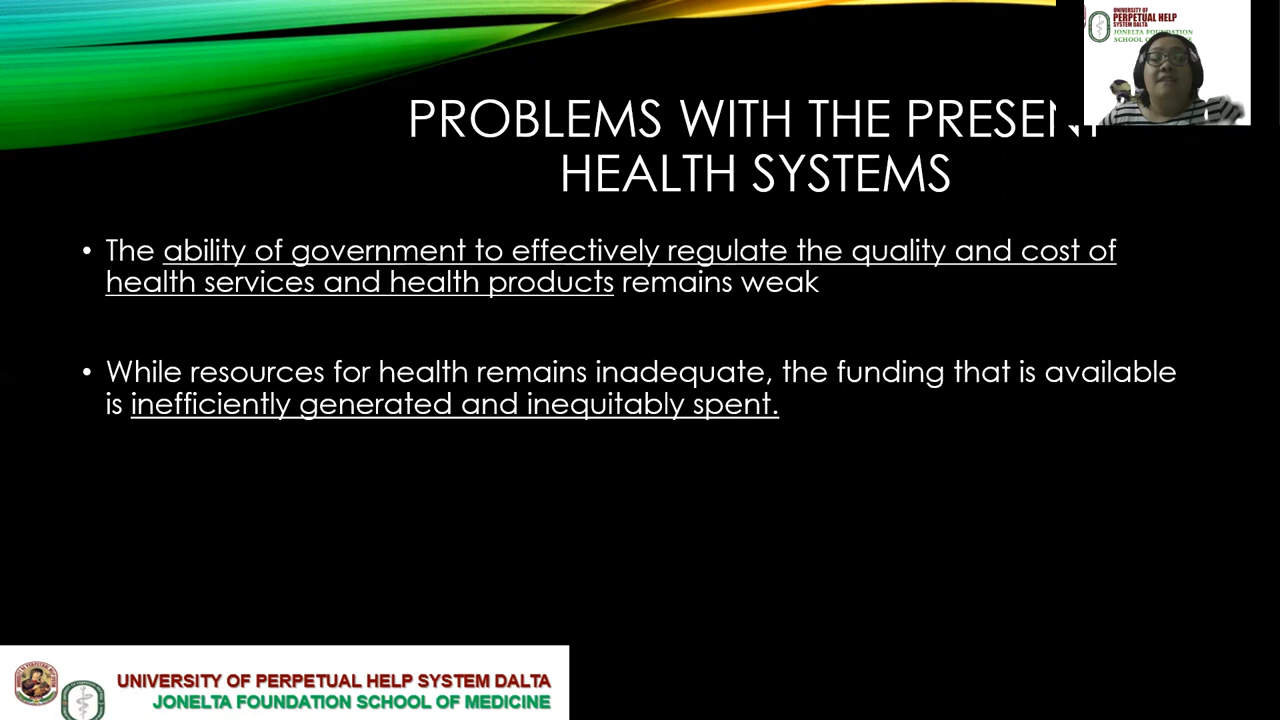 UNIVERSITY OF
PERPETUAL HELP
SYSTEM DALTA
JONELTA FOUNDATION
PROBLEMS WITH THE PRESENT
HEALTH SYSTEMS
• The ability of government to effectively regulate the quality and cost of
health services and health products remains weak
• While resources for health remains inadequate, the funding that is available
is inefficiently generated and inequitably spent.
UNIVERSITY OF PERPETUAL HELP SYSTEM DALTA
JONELTA FOUNDATION SCHOOL OF MEDICINE